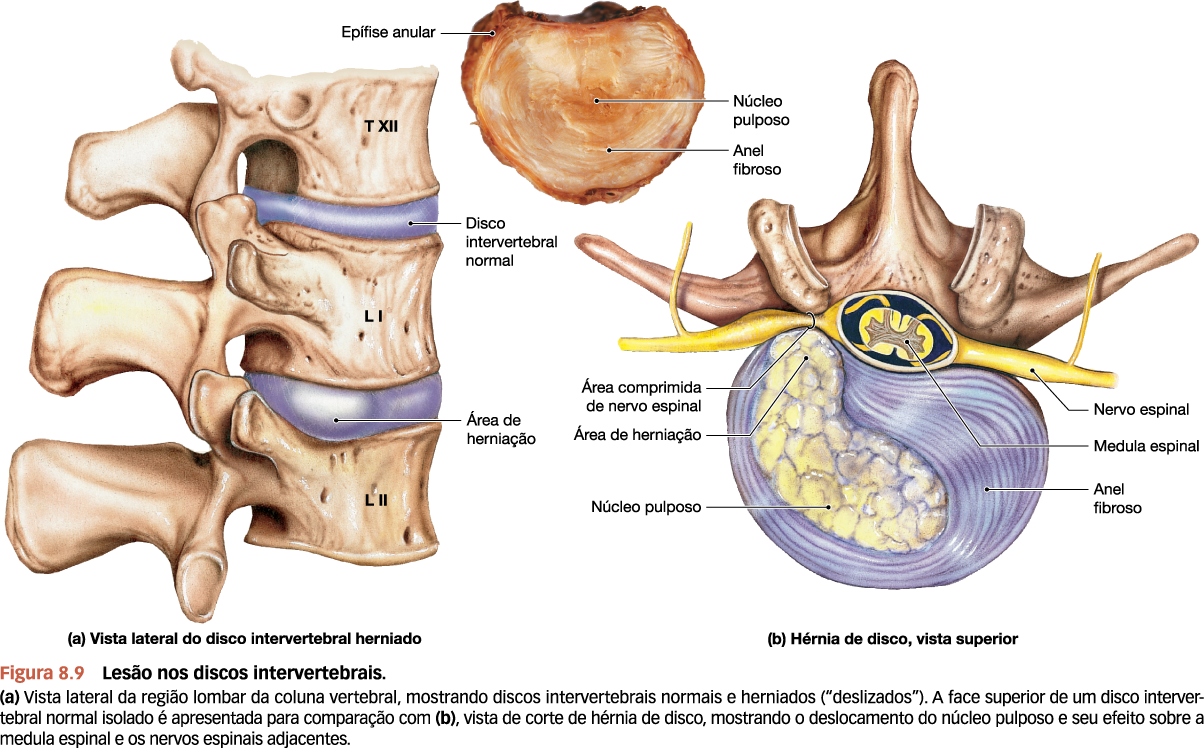 Epífise anular
T XII
Núcleo
pulposo
Anel
fibroso
Disco
intervertebral
normal
L I
Área de
herniação
L II
Área comprimida
de nervo espinal
Área de herniação
Núcleo pulposo
Nervo espinal
Medula espinal
Anel
fibroso
(a) Vista lateral do disco intervertebral herniado
(b) Hérnia de disco, vista superior
Figura 8.9 Lesão nos discos intervertebrais.
(a) Vista lateral da região lombar da coluna vertebral, mostrando discos intervertebrais normais e herniados (“deslizados”). A face superior de um disco interver-
tebral normal isolado é apresentada para comparação com (b), vista de corte de hérnia de disco, mostrando o deslocamento do núcleo pulposo e seu efeito sobre a
medula espinal e os nervos espinais adjacentes.